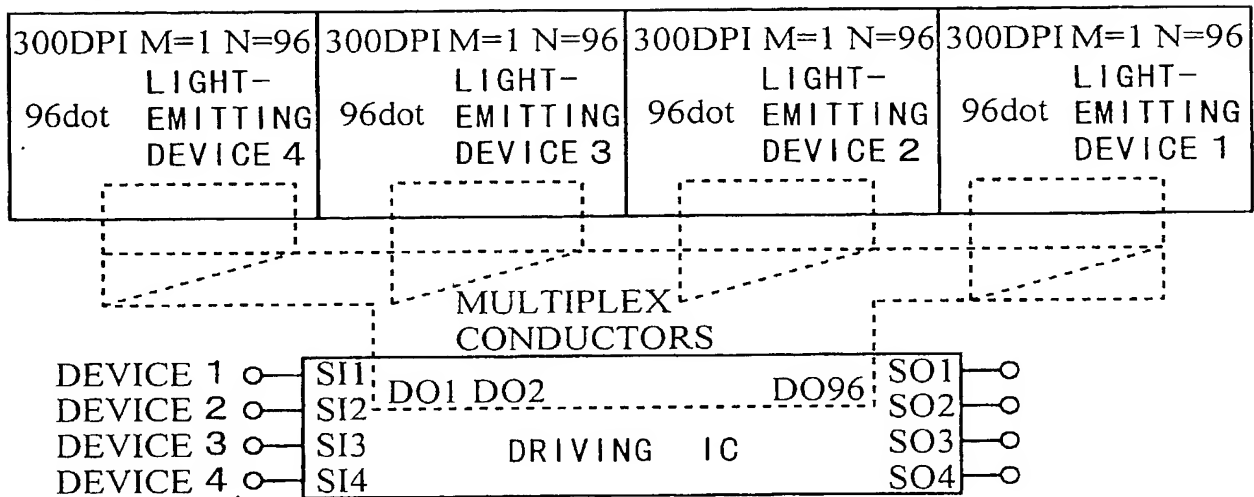 300DPI M=1 N=96 300DPI M=1 N=96 300DPI M=1 N=96 300DPI M=1 N=96
LIGHT- LIGHT- LIGHT- LIGHT-
96dot EMITTING 96dot EMITTING 96dot EMITTING 96dot EMITTING
DEVICE 4 DEVICE 3 DEVICE 2 DEVICE 1
MULTIPLEX
CONDUCTORS
DEVICE 1 SI1 DO1 DO2 DO96 SO1
DEVICE 2 SI2 SO2
DEVICE 3 SI3 DRIVING IC SO3
DEVICE 4 SI4 SO4